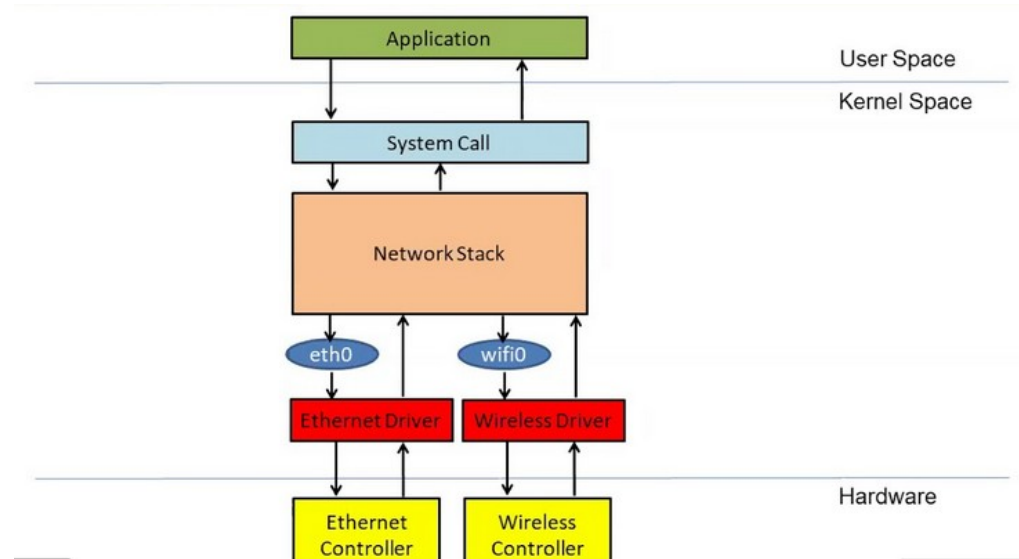 Application
User Space
Kernel Space
System Call
Network Stack
eth0
wifi0
Ethernet Driver
Wireless Driver
Hardware
Ethernet
Controller
Wireless
Controller